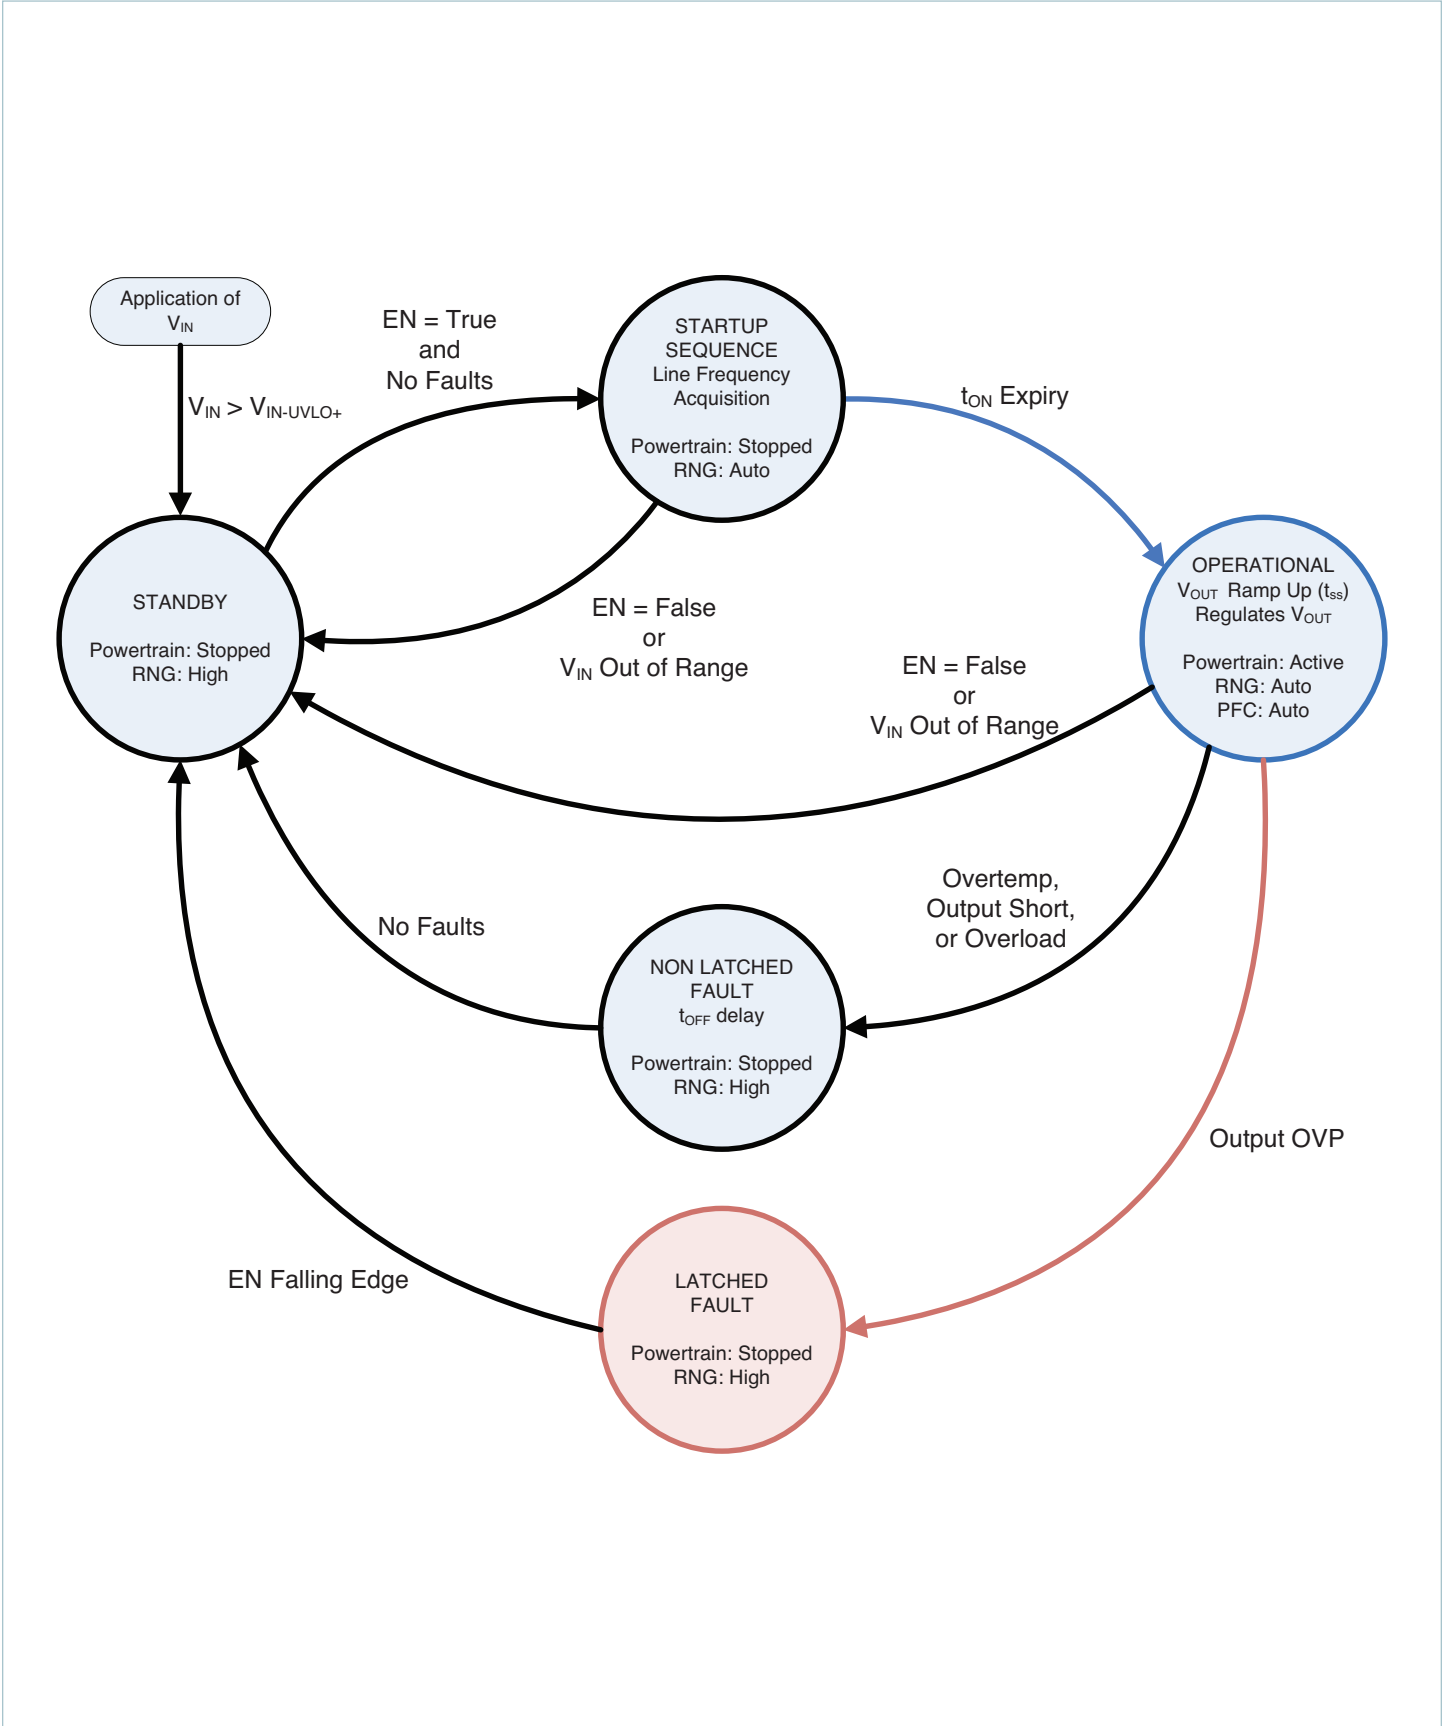 Application of
VIN
VIN > VIN-UVLO+
EN = True
and
No Faults
STARTUP
SEQUENCE
Line Frequency
Acquisition
Powertrain: Stopped
RNG: Auto
tON Expiry
STANDBY
Powertrain: Stopped
RNG: High
EN = False
or
VIN Out of Range
OPERATIONAL
VOUT Ramp Up (tss)
Regulates VOUT
Powertrain: Active
RNG: Auto
PFC: Auto
EN = False
or
VIN Out of Range
Overtemp,
Output Short,
or Overload
No Faults
NON LATCHED
FAULT
tOFF delay
Powertrain: Stopped
RNG: High
Output OVP
EN Falling Edge
LATCHED
FAULT
Powertrain: Stopped
RNG: High